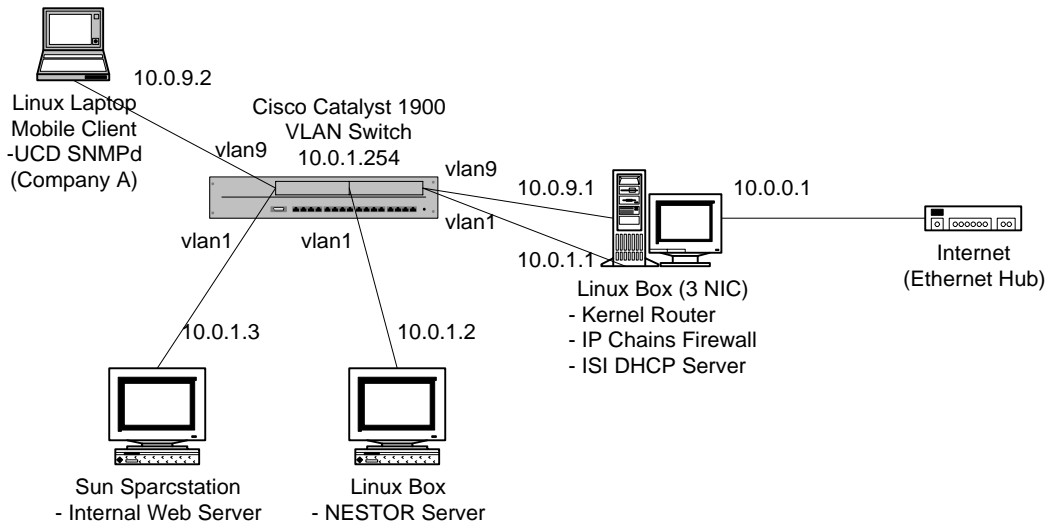 10.0.9.2
Linux Laptop
Mobile Client
-UCD SNMPd
(Company A)
Cisco Catalyst 1900
VLAN Switch
10.0.1.254
vlan9
vlan9
vlan1
vlan1
vlan1
10.0.9.1
10.0.1.1
10.0.0.1
Internet
(Ethernet Hub)
Linux Box (3 NIC)
- Kernel Router
- IP Chains Firewall
- ISI DHCP Server
10.0.1.3
10.0.1.2
Sun Sparcstation
- Internal Web Server
Linux Box
- NESTOR Server